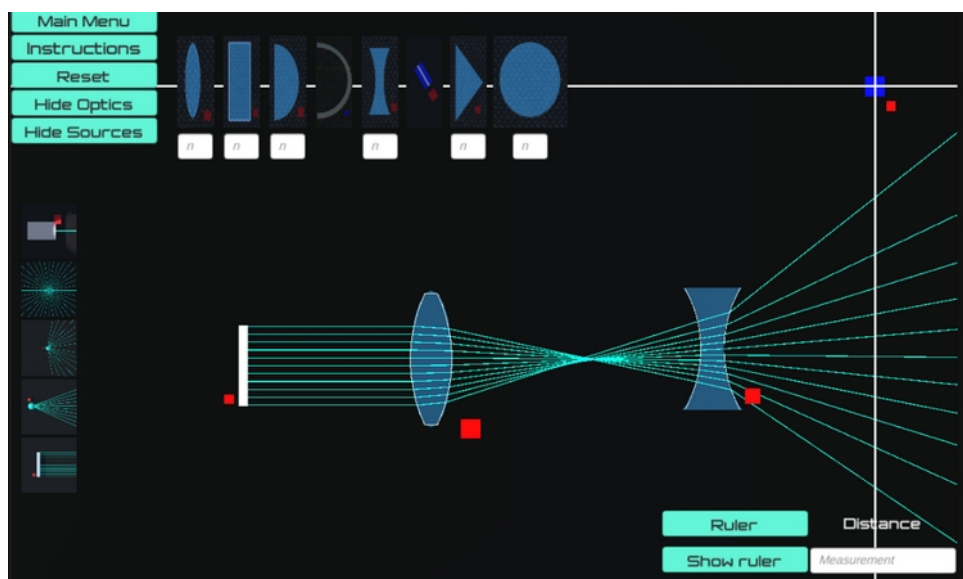 Main Menu
Instructions
Reset
Hide Optics
Hide Sources
n n n n n n
Ruler Distance
Show ruler Measurement